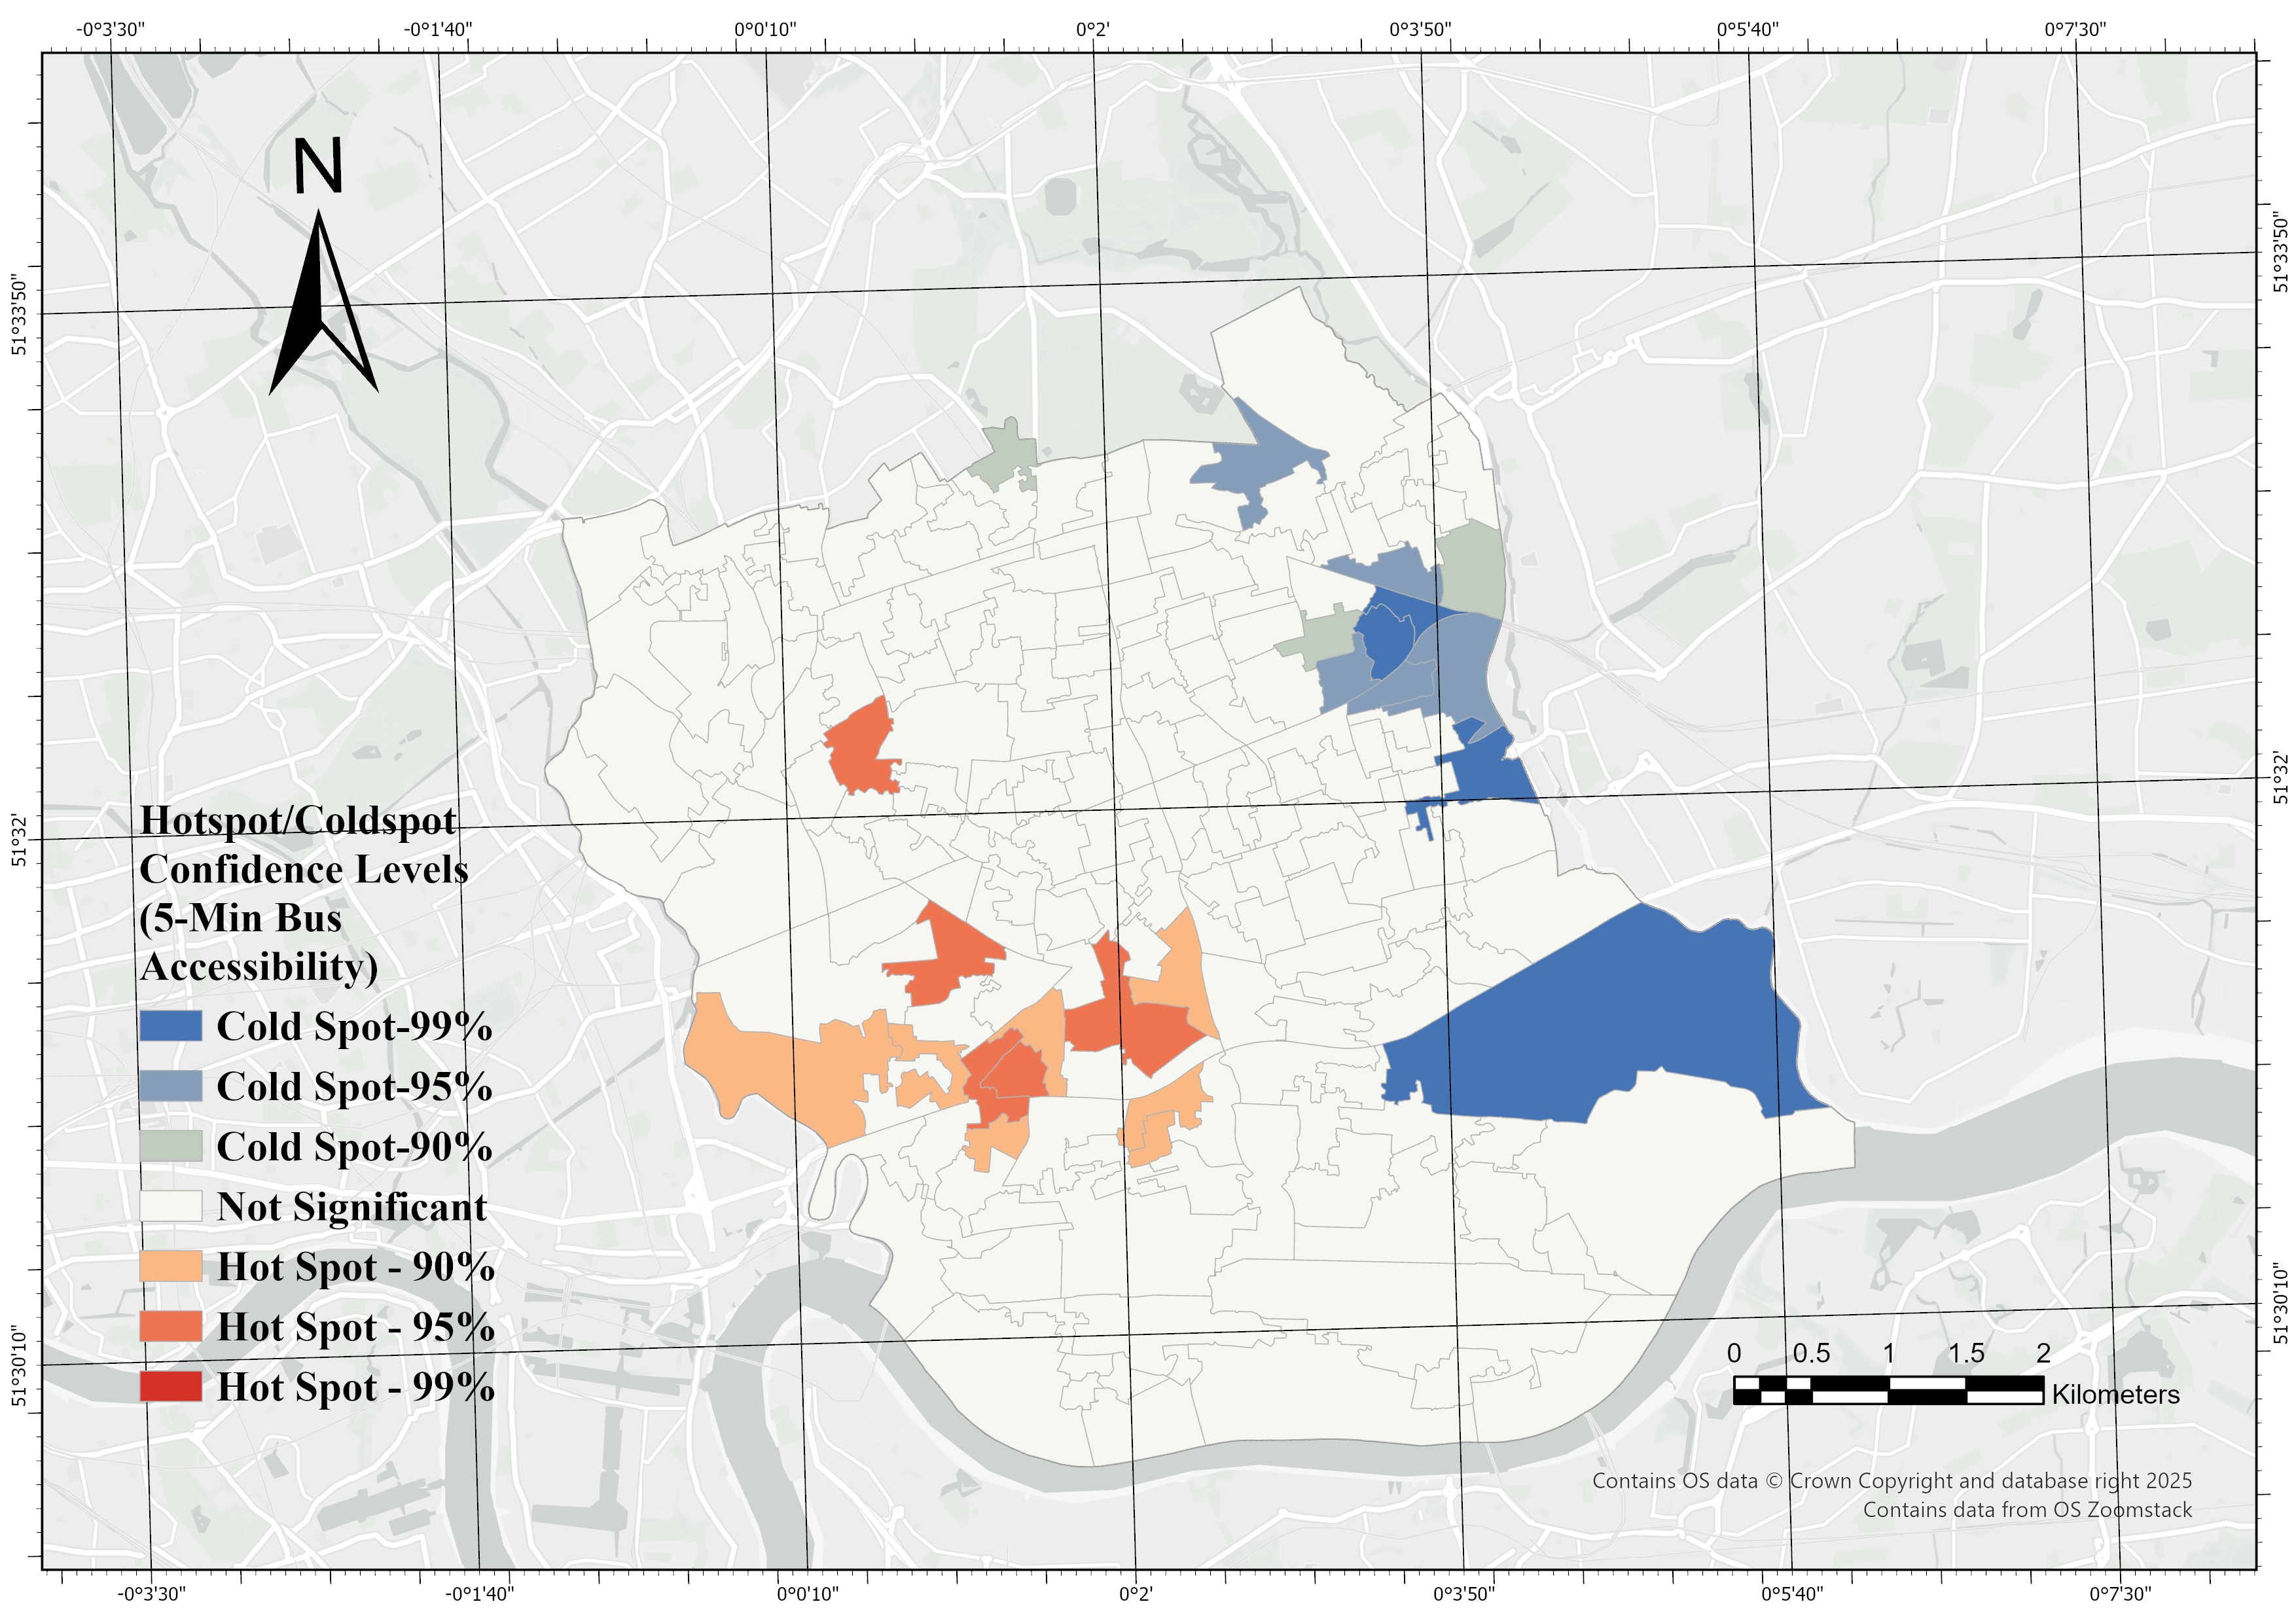 -0°3'30" -0°1'40" 0°0'10" 0°2' 0°3'50" 0°5'40" 0°7'30"
N
51°33'50" 51°33'50"
51°32' 51°32'
Hotspot/Coldspot
Confidence Levels
(5-Min Bus
Accessibility)
Cold Spot-99%
Cold Spot-95%
Cold Spot-90%
Not Significant
Hot Spot - 90%
Hot Spot - 95%
Hot Spot - 99%
51°30'10" 51°30'10"
0 0.5 1 1.5 2
Kilometers
Contains OS data © Crown Copyright and database right 2025
Contains data from OS Zoomstack
-0°3'30" -0°1'40" 0°0'10" 0°2' 0°3'50" 0°5'40" 0°7'30"